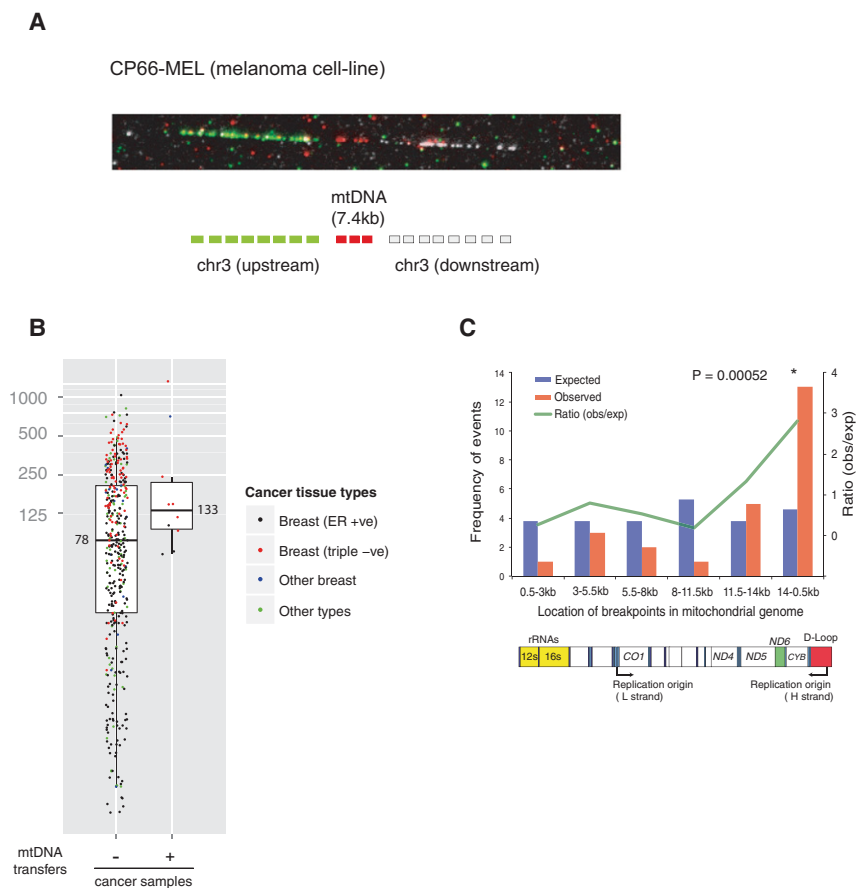 A
CP66-MEL (melanoma cell-line)
mtDNA
(7.4kb)
chr3 (upstream)
chr3 (downstream)
B
1000
500
250
125
78
133
mtDNA
transfers
-
+
cancer samples
Cancer tissue types
Breast (ER +ve)
Breast (triple −ve)
Other breast
Other types
C
Expected
Observed
Ratio (obs/exp)
P = 0.00052
*
14
12
10
8
6
4
2
0
Frequency of events
4
3
2
1
0
Ratio (obs/exp)
0.5-3kb
3-5.5kb
5.5-8kb
8-11.5kb
11.5-14kb
14-0.5kb
Location of breakpoints in mitochondrial genome
rRNAs
ND6
D-Loop
12s
16s
CO1
ND4
ND5
CYB
Replication origin
( L strand)
Replication origin
( H strand)